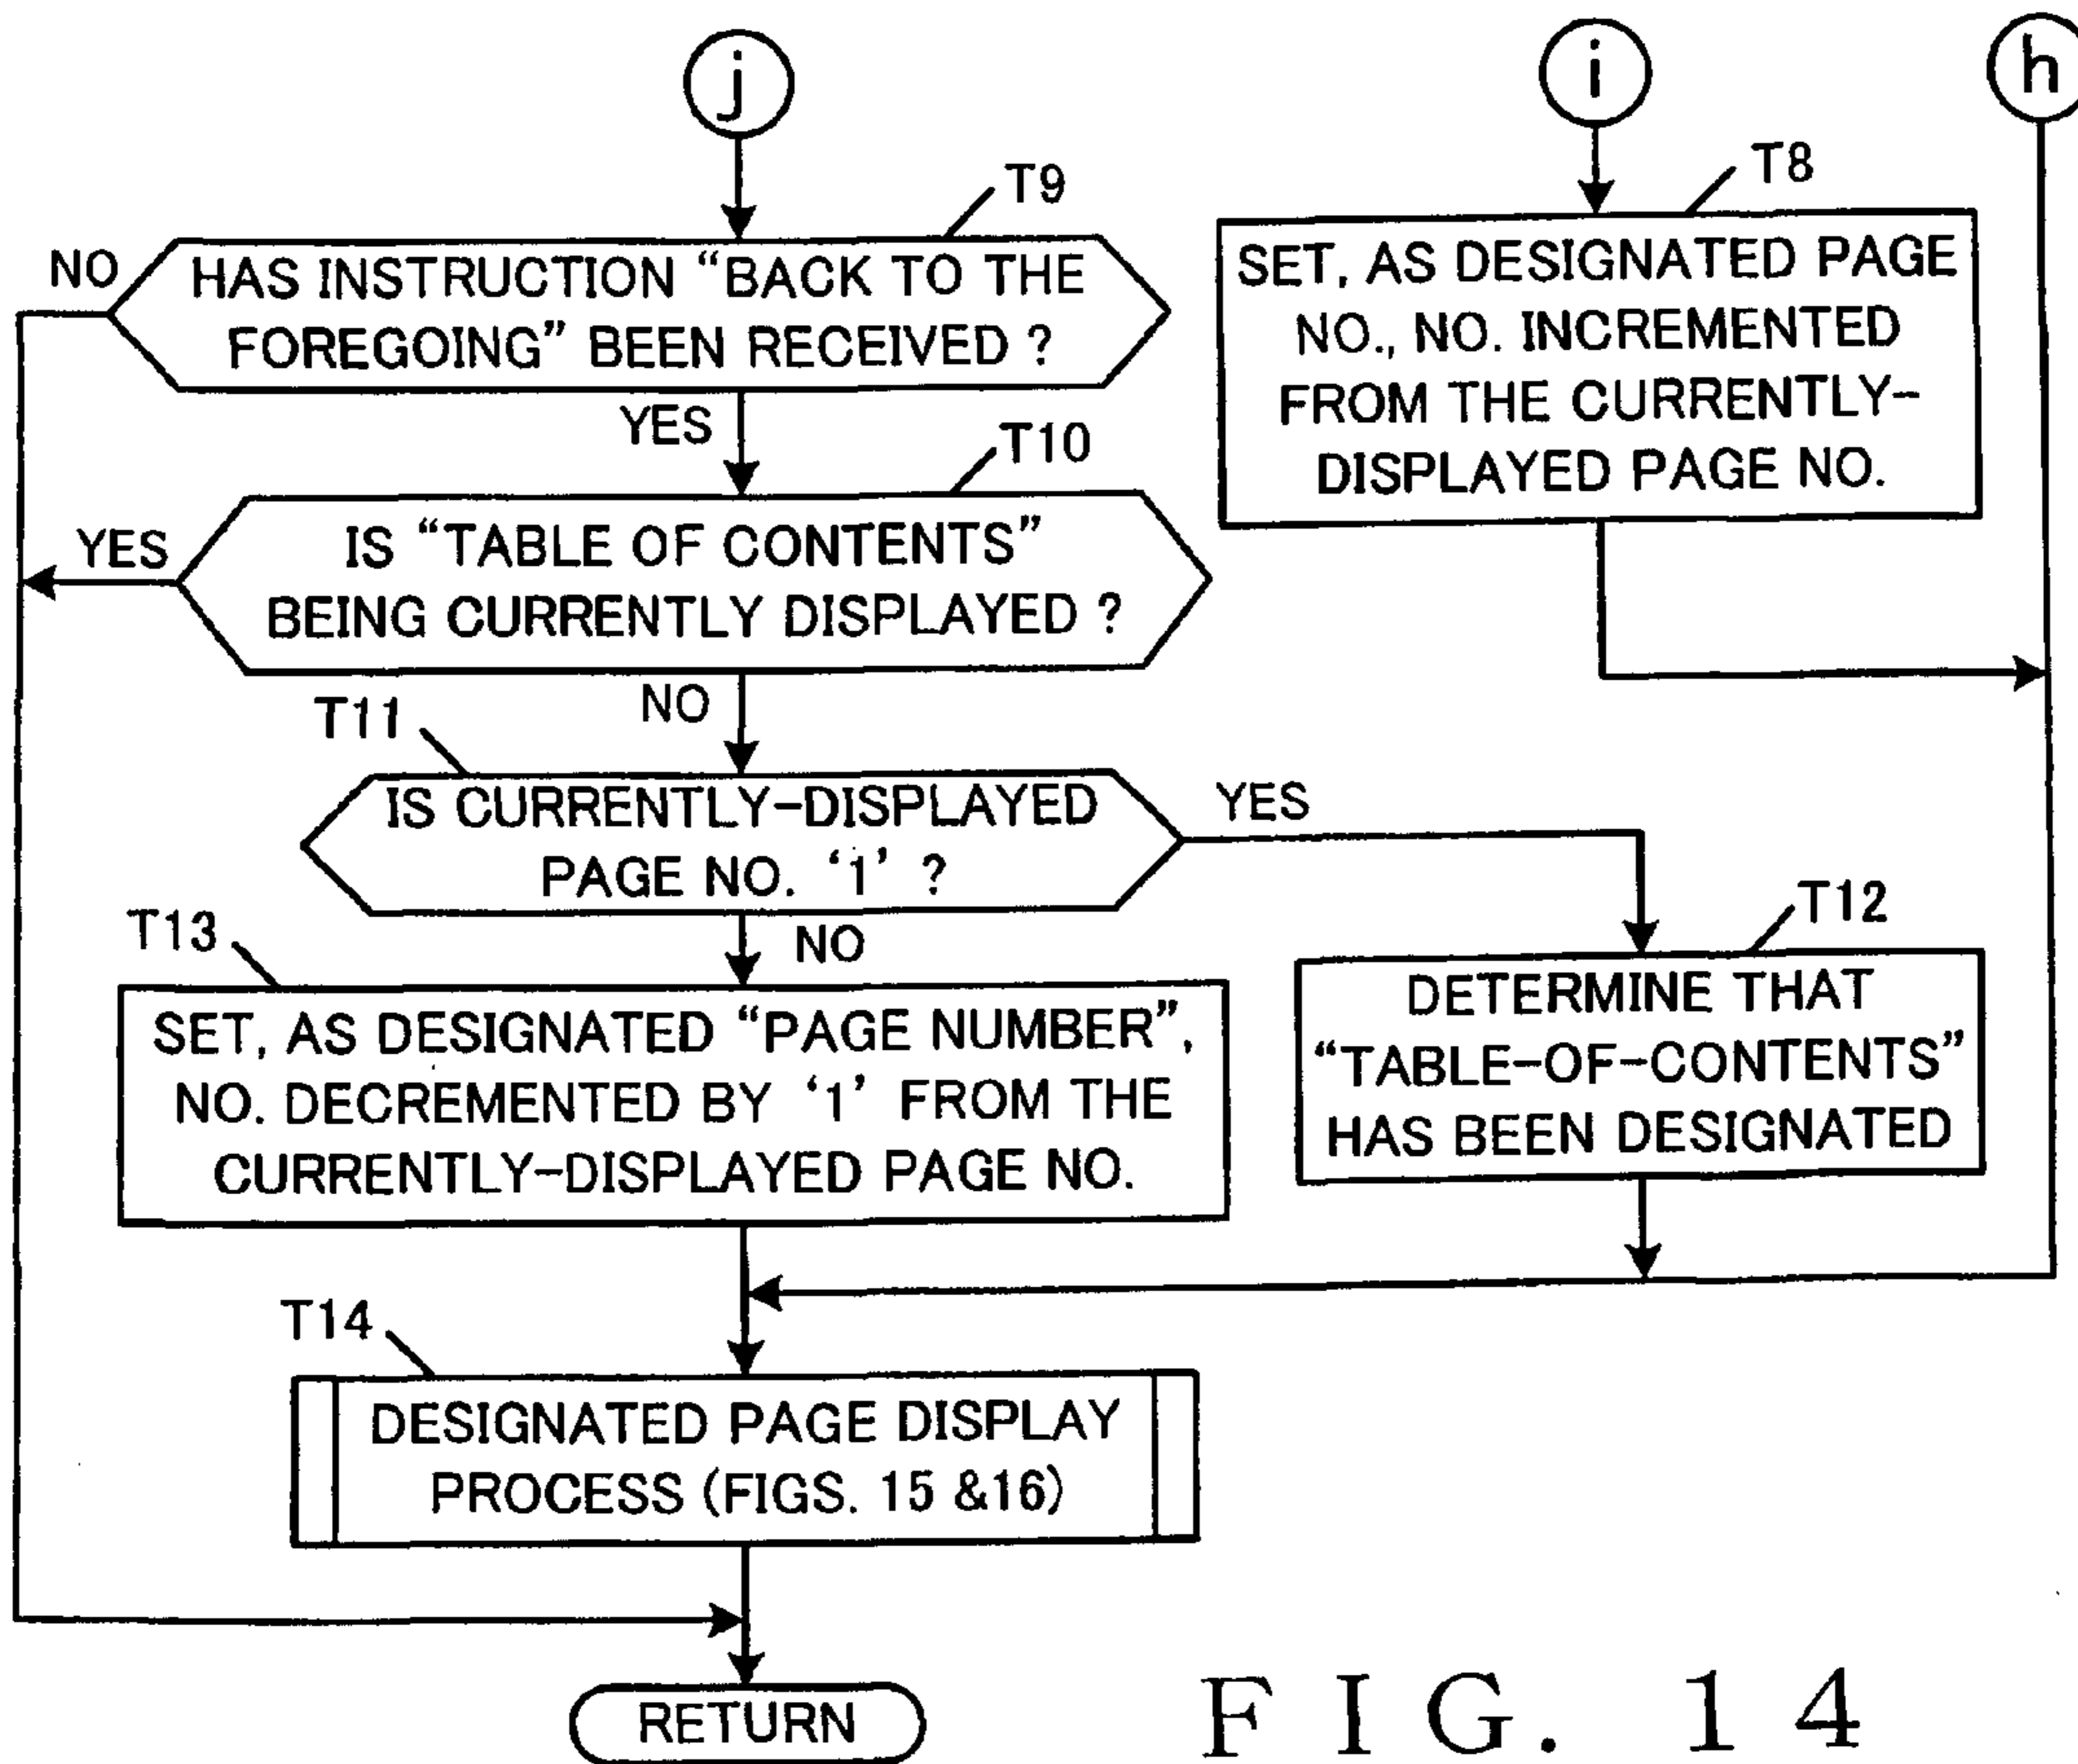 j
i
h
T9
T8
NO
HAS INSTRUCTION “BACK TO THE
FOREGOING” BEEN RECEIVED ?
SET, AS DESIGNATED PAGE
NO., NO. INCREMENTED
FROM THE CURRENTLY-
DISPLAYED PAGE NO.
YES
T10
YES
IS “TABLE OF CONTENTS”
BEING CURRENTLY DISPLAYED ?
NO
T11
IS CURRENTLY-DISPLAYED
PAGE NO. ‘1’ ?
YES
NO
T12
T13
DETERMINE THAT
“TABLE-OF-CONTENTS”
HAS BEEN DESIGNATED
SET, AS DESIGNATED “PAGE NUMBER”,
NO. DECREMENTED BY ‘1’ FROM THE
CURRENTLY-DISPLAYED PAGE NO.
T14
DESIGNATED PAGE DISPLAY
PROCESS (FIGS. 15 &16)
RETURN
FIG. 14